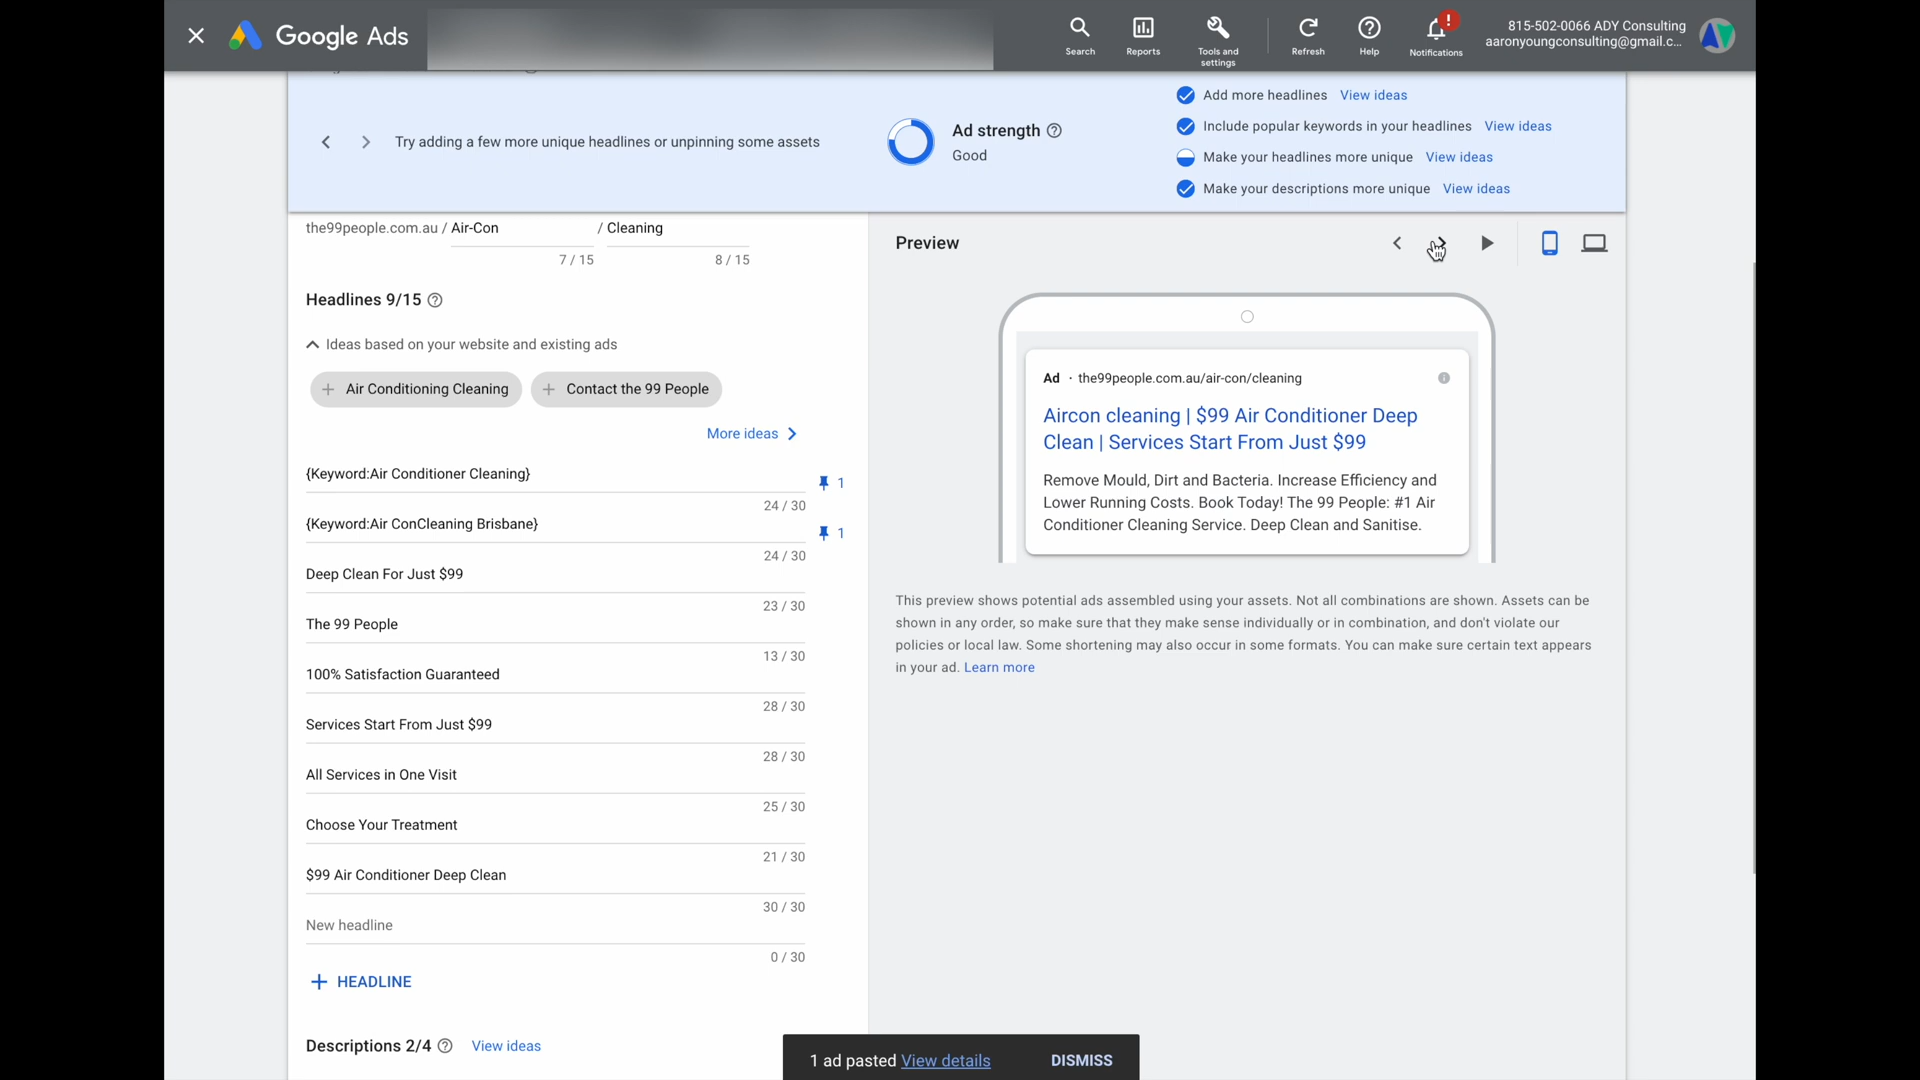 Google Ads
Search
Reports
Tools and
settings
Refresh
Help
!
Notifications
815-502-0066 ADY Consulting
aaronyoungconsulting@gmail.c...
Try adding a few more unique headlines or unpinning some assets
Ad strength
Good
Add more headlines View ideas
Include popular keywords in your headlines View ideas
Make your headlines more unique View ideas
Make your descriptions more unique View ideas
the99people.com.au / Air-Con / Cleaning
7 / 15 8 / 15
Headlines 9/15
Ideas based on your website and existing ads
Air Conditioning Cleaning
Contact the 99 People
More ideas
{Keyword:Air Conditioner Cleaning}
1
24 / 30
{Keyword:Air ConCleaning Brisbane}
1
24 / 30
Deep Clean For Just $99
23 / 30
The 99 People
13 / 30
100% Satisfaction Guaranteed
28 / 30
Services Start From Just $99
28 / 30
All Services in One Visit
25 / 30
Choose Your Treatment
21 / 30
$99 Air Conditioner Deep Clean
30 / 30
New headline
0 / 30
+ HEADLINE
Descriptions 2/4 View ideas
Preview
Ad · the99people.com.au/air-con/cleaning
Aircon cleaning | $99 Air Conditioner Deep
Clean | Services Start From Just $99
Remove Mould, Dirt and Bacteria. Increase Efficiency and
Lower Running Costs. Book Today! The 99 People: #1 Air
Conditioner Cleaning Service. Deep Clean and Sanitise.
This preview shows potential ads assembled using your assets. Not all combinations are shown. Assets can be
shown in any order, so make sure that they make sense individually or in combination, and don't violate our
policies or local law. Some shortening may also occur in some formats. You can make sure certain text appears
in your ad. Learn more
1 ad pasted View details DISMISS